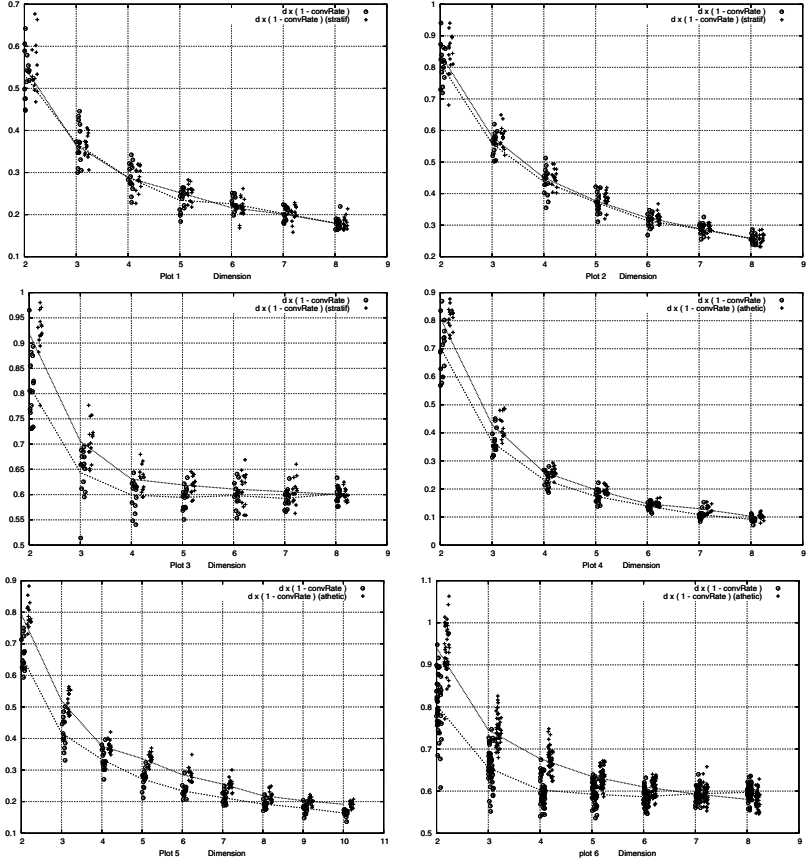 d x ( 1 - convRate )
d x ( 1 - convRate ) (stratif)
0.7
0.6
0.5
0.4
0.3
0.2
0.1
2 3 4 5 6 7 8 9
Plot 1 Dimension
d x ( 1 - convRate )
d x ( 1 - convRate ) (stratif)
1
0.9
0.8
0.7
0.6
0.5
0.4
0.3
0.2
2 3 4 5 6 7 8 9
Plot 2 Dimension
d x ( 1 - convRate )
d x ( 1 - convRate ) (stratif)
1
0.95
0.9
0.85
0.8
0.75
0.7
0.65
0.6
0.55
0.5
2 3 4 5 6 7 8 9
Plot 3 Dimension
d x ( 1 - convRate )
d x ( 1 - convRate ) (athetic)
0.9
0.8
0.7
0.6
0.5
0.4
0.3
0.2
0.1
0
2 3 4 5 6 7 8 9
Plot 4 Dimension
d x ( 1 - convRate )
d x ( 1 - convRate ) (athetic)
0.9
0.8
0.7
0.6
0.5
0.4
0.3
0.2
0.1
2 3 4 5 6 7 8 9 10 11
Plot 5 Dimension
d x ( 1 - convRate )
d x ( 1 - convRate ) (athetic)
1.1
1
0.9
0.8
0.7
0.6
0.5
2 3 4 5 6 7 8 9
plot 6 Dimension